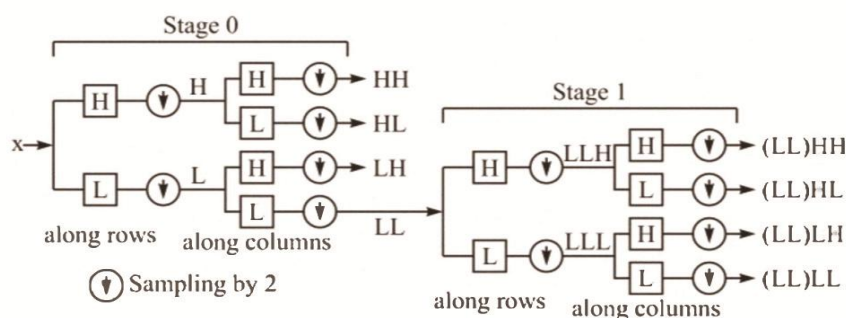 Stage 0
H
H
HH
H
L
HL
x
Stage 1
L
L
H
LH
L
LL
along rows
along columns
Sampling by 2
H
LLH
H
(LL)HH
L
(LL)HL
L
LLL
H
(LL)LH
L
(LL)LL
along rows
along columns